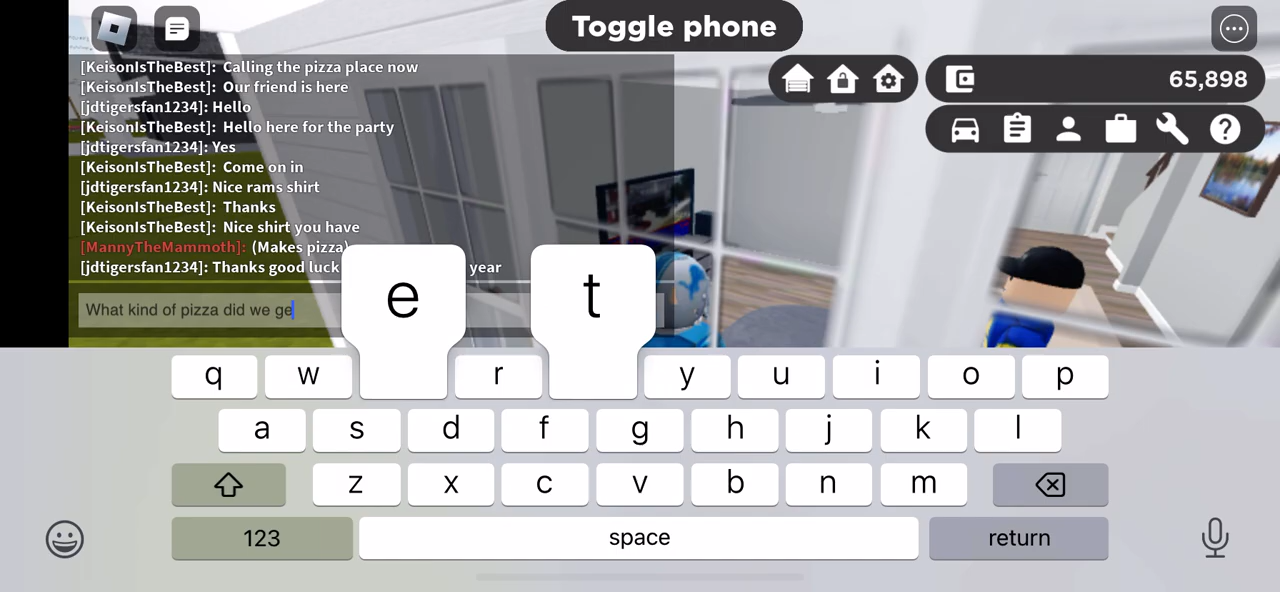 Toggle phone
[KeisonIsTheBest]: Calling the pizza place now
[KeisonIsTheBest]: Our friend is here
[jdtigersfan1234]: Hello
[KeisonIsTheBest]: Hello here for the party
[jdtigersfan1234]: Yes
[KeisonIsTheBest]: Come on in
[jdtigersfan1234]: Nice rams shirt
[KeisonIsTheBest]: Thanks
[KeisonIsTheBest]: Nice shirt you have
[MannyTheMammoth]: (Makes pizza)
[jdtigersfan1234]: Thanks good luck year
65,898
What kind of pizza did we ge
e t
q w r y u i o p
a s d f g h j k l
z x c v b n m
123 space return